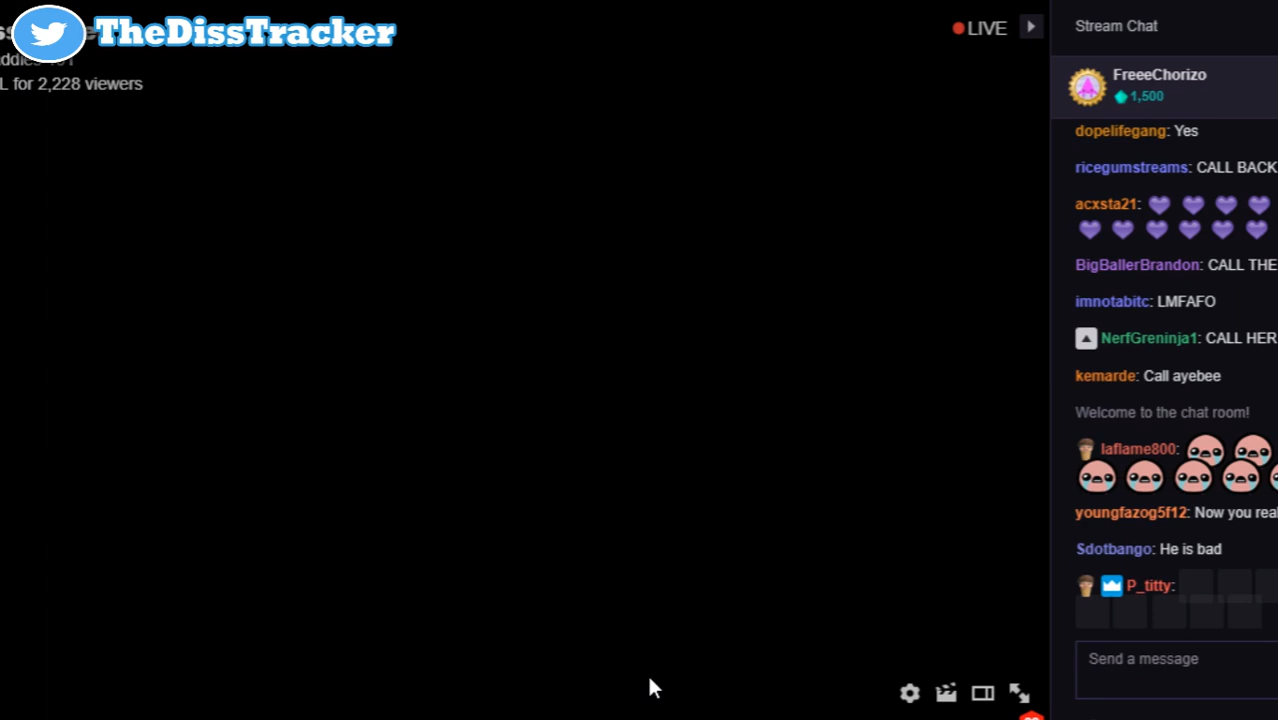 TheDissTracker
L for 2,228 viewers
LIVE
Stream Chat
FreeeChorizo
1,500
dopelifegang: Yes
ricegumstreams: CALL BACK
acxsta21:
BigBallerBrandon: CALL THE
imnotabitc: LMFAFO
NerfGreninja1: CALL HER
kemarde: Call ayebee
Welcome to the chat room!
laflame800:
youngfazog5f12: Now you real
Sdotbango: He is bad
P_titty:
Send a message